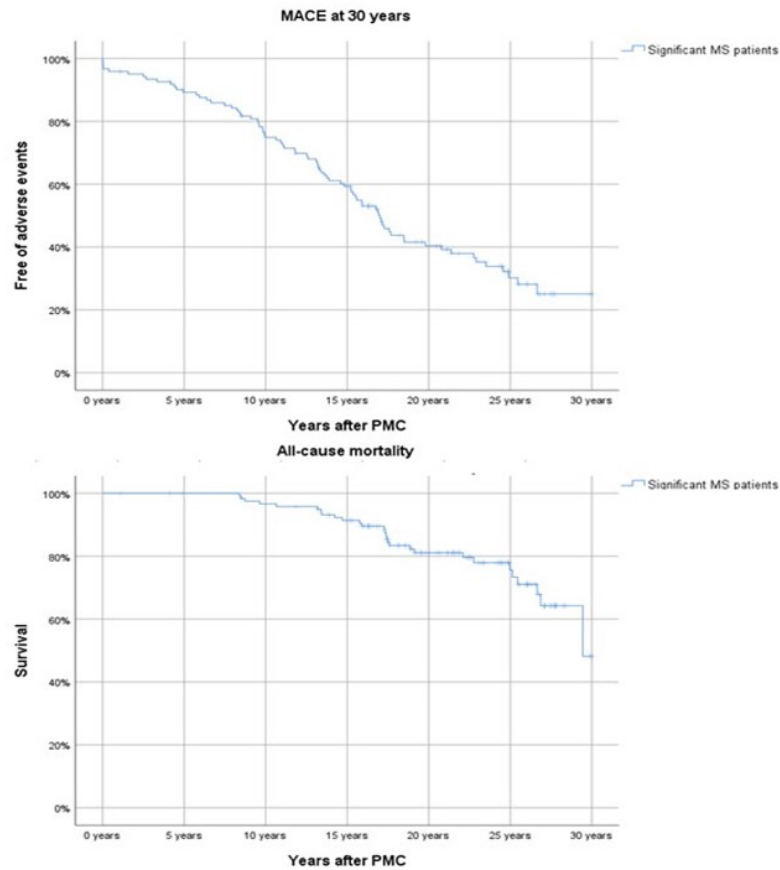 MACE at 30 years
Significant MS patients
100%
80%
60%
40%
20%
0%
Free of adverse events
0 years 5 years 10 years 15 years 20 years 25 years 30 years
Years after PMC
All-cause mortality
Significant MS patients
100%
80%
60%
40%
20%
0%
Survival
0 years 5 years 10 years 15 years 20 years 25 years 30 years
Years after PMC